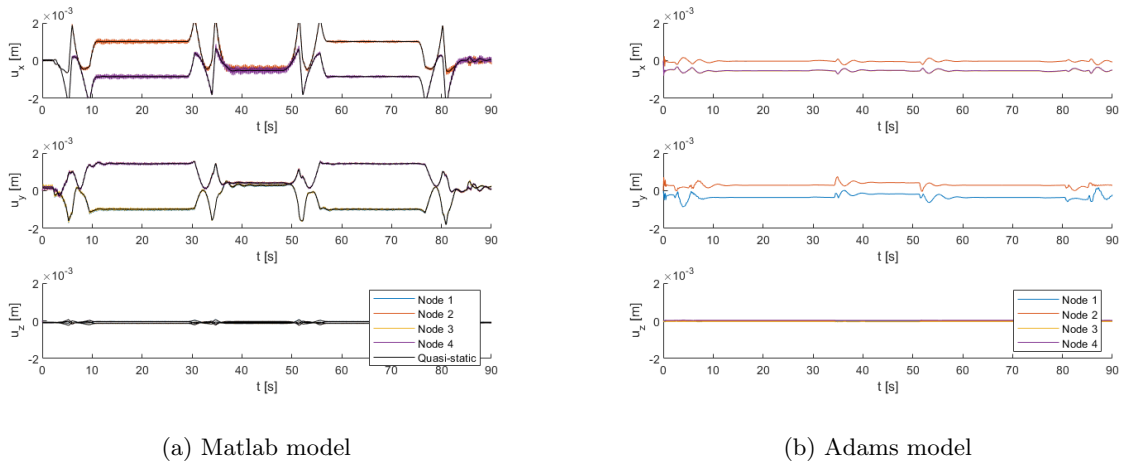 ×10⁻³
2
0
-2
u_x [m]
0 10 20 30 40 50 60 70 80 90
t [s]
×10⁻³
2
0
-2
u_y [m]
0 10 20 30 40 50 60 70 80 90
t [s]
×10⁻³
2
0
-2
u_z [m]
Node 1
Node 2
Node 3
Node 4
Quasi-static
0 10 20 30 40 50 60 70 80 90
t [s]
(a) Matlab model
×10⁻³
2
0
-2
u_x [m]
0 10 20 30 40 50 60 70 80 90
t [s]
×10⁻³
2
0
-2
u_y [m]
0 10 20 30 40 50 60 70 80 90
t [s]
×10⁻³
2
0
-2
u_z [m]
Node 1
Node 2
Node 3
Node 4
0 10 20 30 40 50 60 70 80 90
t [s]
(b) Adams model